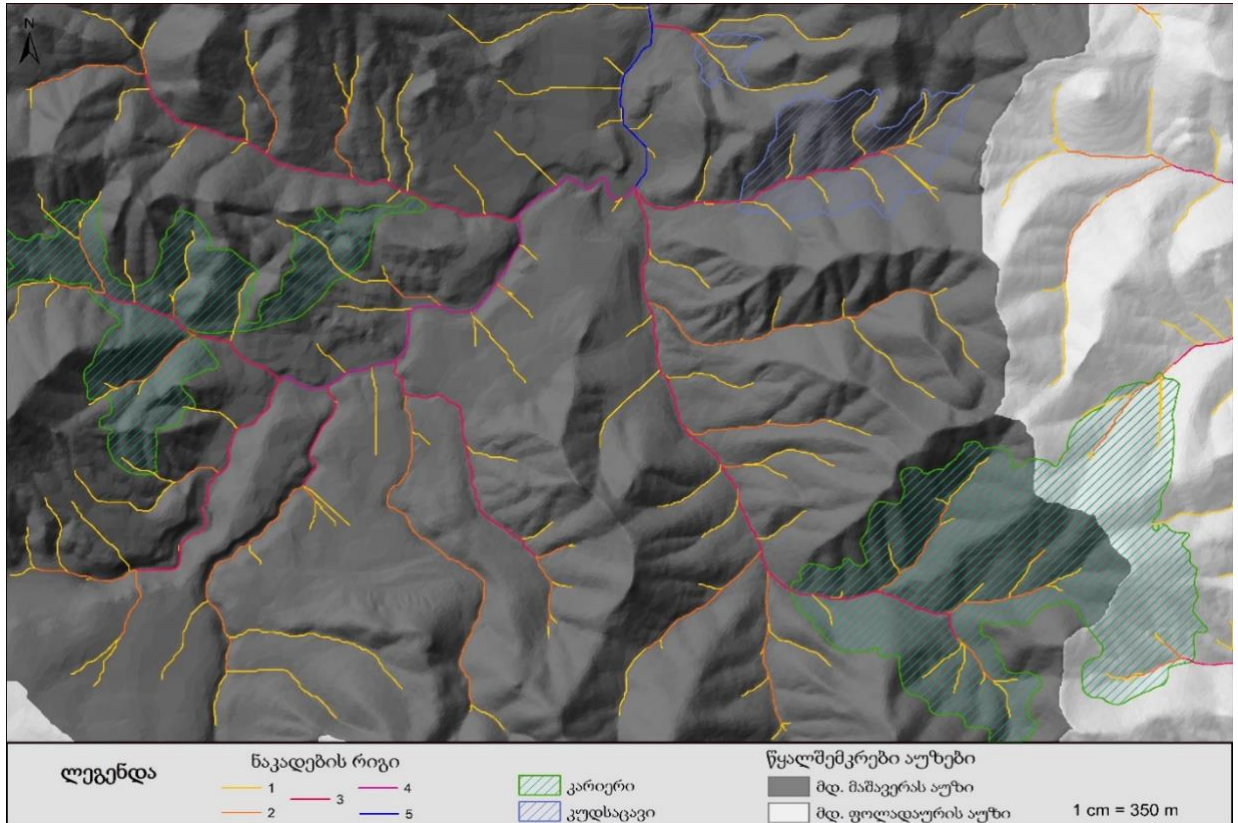 N
ლეგენდა
ნაკადების რიგი
1
2
3
4
5
კარიერი
კუდსაცავი
წყალშემკრები აუზები
მდ. მაშავერას აუზი
მდ. ფოლადაურის აუზი
1 cm = 350 m